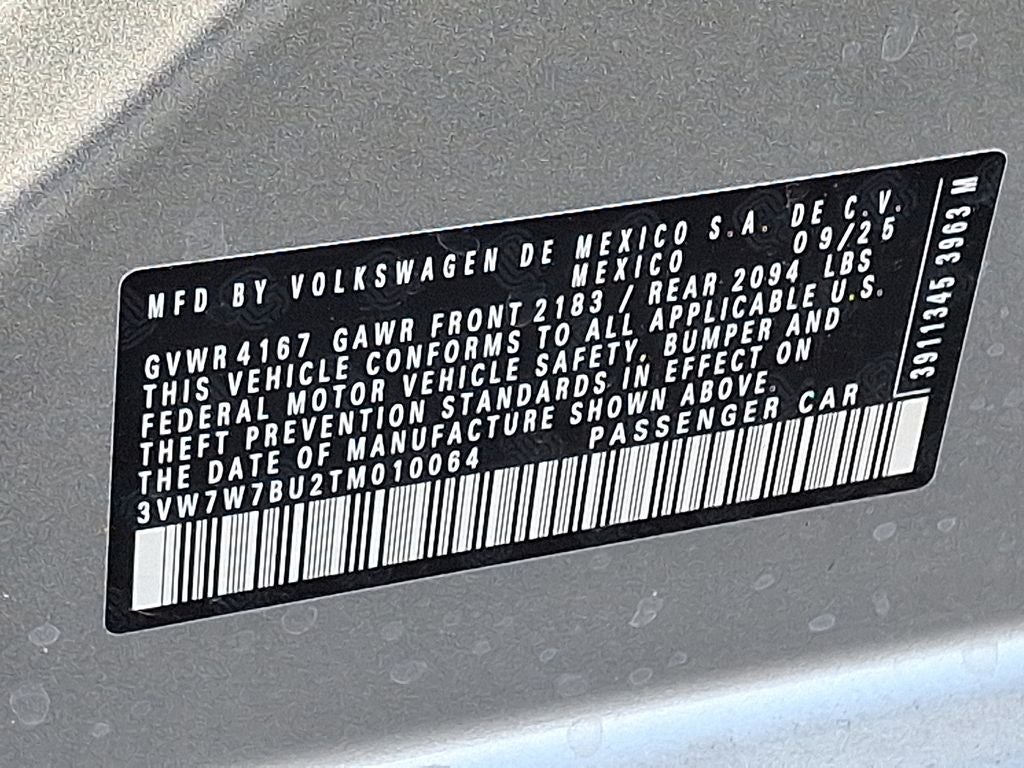 MFD BY VOLKSWAGEN DE MEXICO S.A. DE C.V.
MEXICO 09/25
GVWR 4167 GAWR FRONT 2183 / REAR 2094 LBS
THIS VEHICLE CONFORMS TO ALL APPLICABLE U.S.
FEDERAL MOTOR VEHICLE SAFETY, BUMPER AND
THEFT PREVENTION STANDARDS IN EFFECT ON
THE DATE OF MANUFACTURE SHOWN ABOVE.
3VW7W7BU2TM010064 PASSENGER CAR
3911345 3963 M